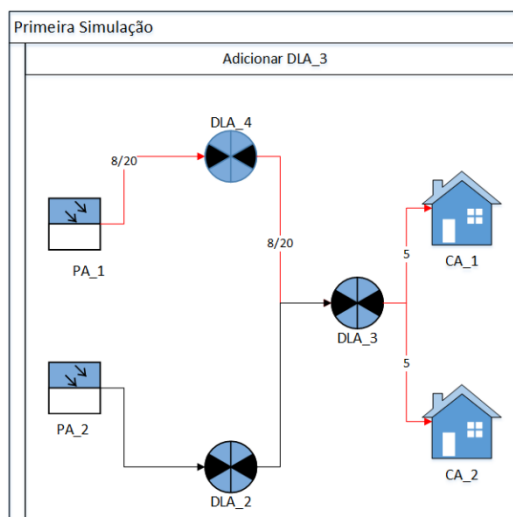 Primeira Simulação
Adicionar DLA_3
DLA_4
8/20
PA_1
8/20
5
CA_1
DLA_3
5
PA_2
DLA_2
CA_2